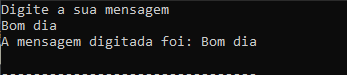 Digite a sua mensagem
Bom dia
A mensagem digitada foi: Bom dia
--------------------------------